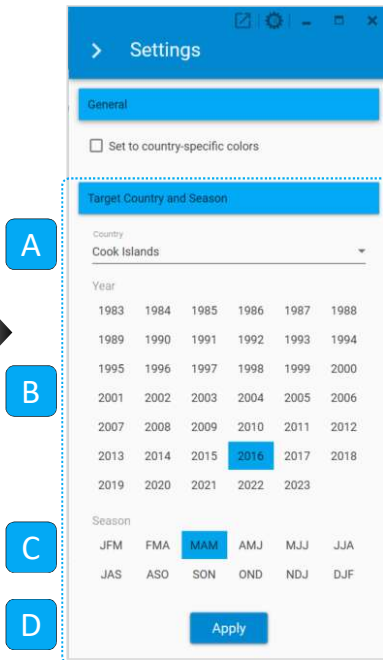 Settings
General
Set to country-specific colors
Target Country and Season
A
Country
Cook Islands
Year
1983 1984 1985 1986 1987 1988
1989 1990 1991 1992 1993 1994
1995 1996 1997 1998 1999 2000
B
2001 2002 2003 2004 2005 2006
2007 2008 2009 2010 2011 2012
2013 2014 2015 2016 2017 2018
2019 2020 2021 2022 2023
Season
C
JFM FMA MAM AMJ MJJ JJA
JAS ASO SON OND NDJ DJF
D
Apply